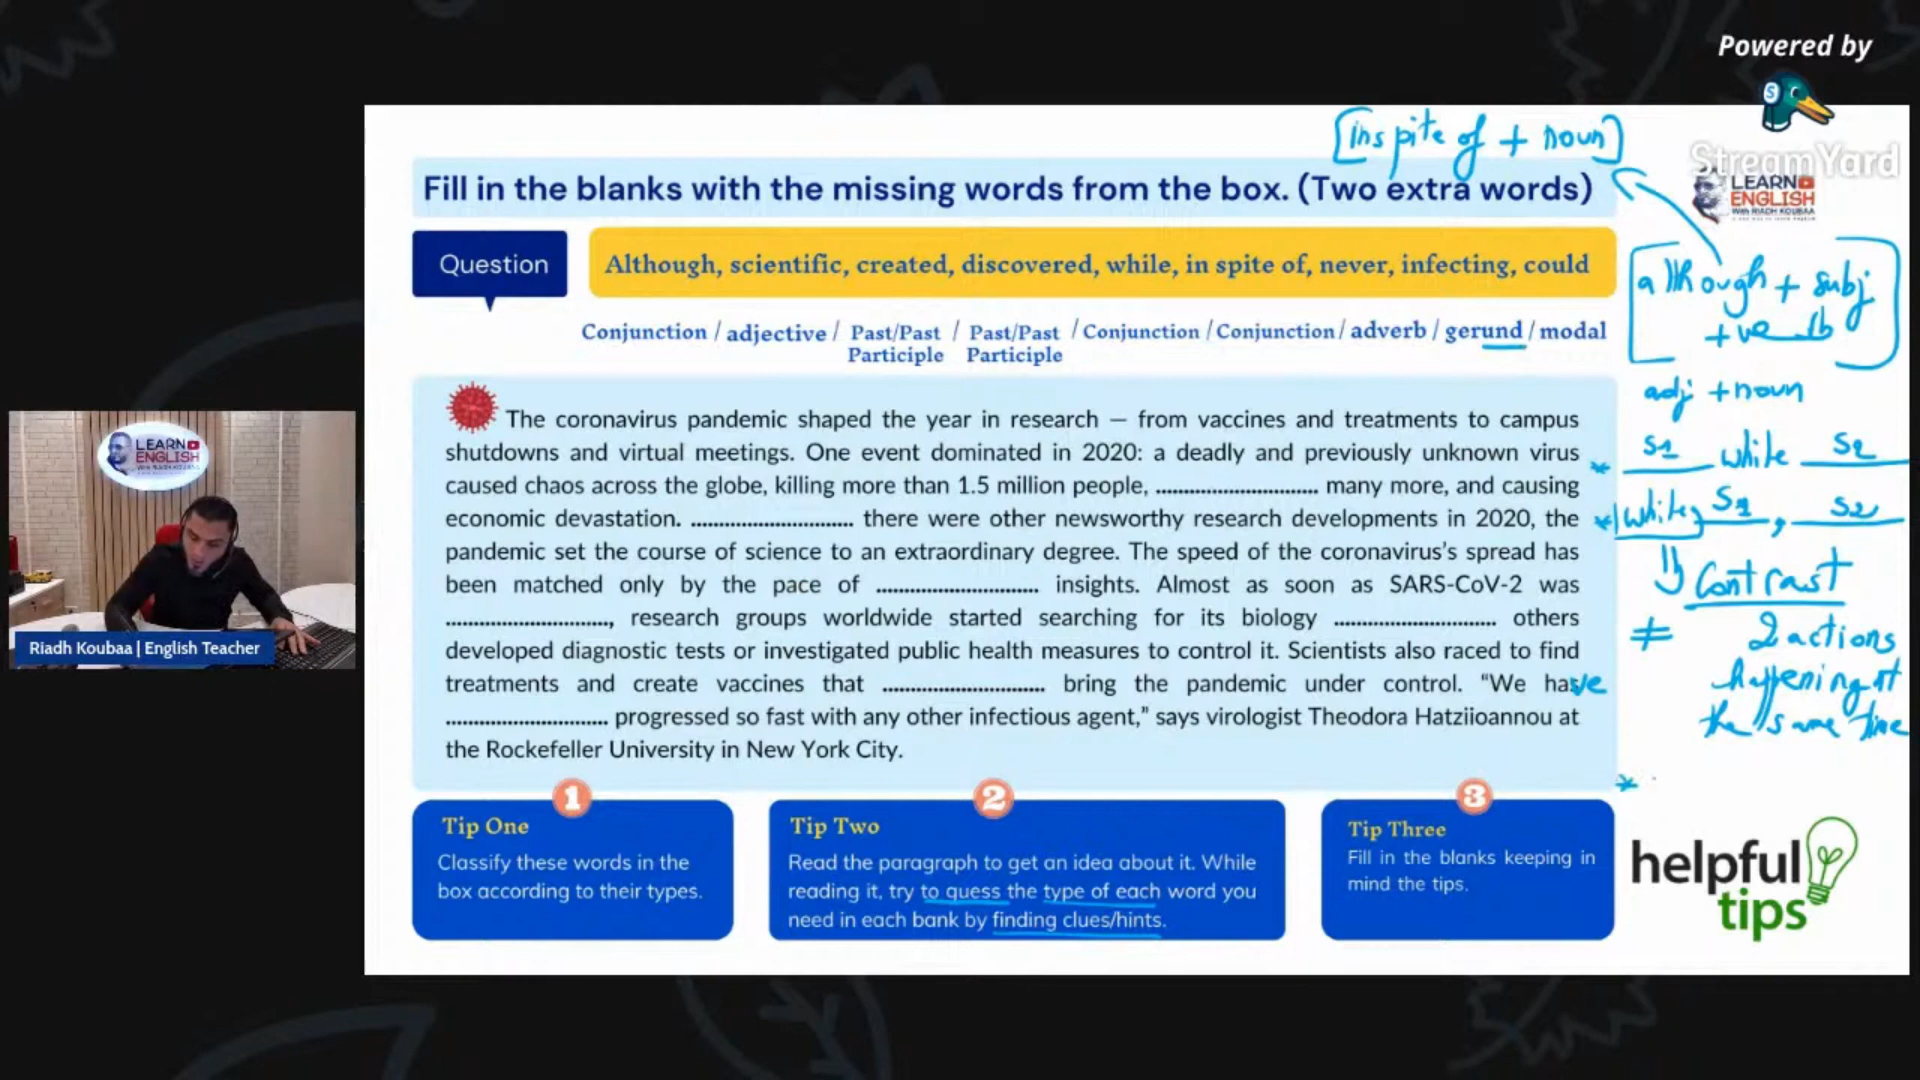 Powered by
StreamYard
[ins pite of + noun]
Fill in the blanks with the missing words from the box. (Two extra words)
LEARN
ENGLISH
With RIADH KOUBAA
Question
Although, scientific, created, discovered, while, in spite of, never, infecting, could
Conjunction / adjective / Past/Past Participle / Past/Past Participle / Conjunction / Conjunction / adverb / gerund / modal
[although + subj
+ verb]
adj + noun
S1 while S2
while S1, S2
Contrast
≠ 2 actions
happening at
the same time
The coronavirus pandemic shaped the year in research — from vaccines and treatments to campus
shutdowns and virtual meetings. One event dominated in 2020: a deadly and previously unknown virus
caused chaos across the globe, killing more than 1.5 million people, .................................. many more, and causing
economic devastation. .................................. there were other newsworthy research developments in 2020, the
pandemic set the course of science to an extraordinary degree. The speed of the coronavirus's spread has
been matched only by the pace of .................................. insights. Almost as soon as SARS-CoV-2 was
.................................., research groups worldwide started searching for its biology .................................. others
developed diagnostic tests or investigated public health measures to control it. Scientists also raced to find
treatments and create vaccines that .................................. bring the pandemic under control. “We have
.................................. progressed so fast with any other infectious agent,” says virologist Theodora Hatziioannou at
the Rockefeller University in New York City.
LEARN
ENGLISH
With RIADH KOUBAA
Riadh Koubaa | English Teacher
1
Tip One
Classify these words in the
box according to their types.
2
Tip Two
Read the paragraph to get an idea about it. While
reading it, try to quess the type of each word you
need in each bank by finding clues/hints.
3
Tip Three
Fill in the blanks keeping in
mind the tips.
helpful
tips